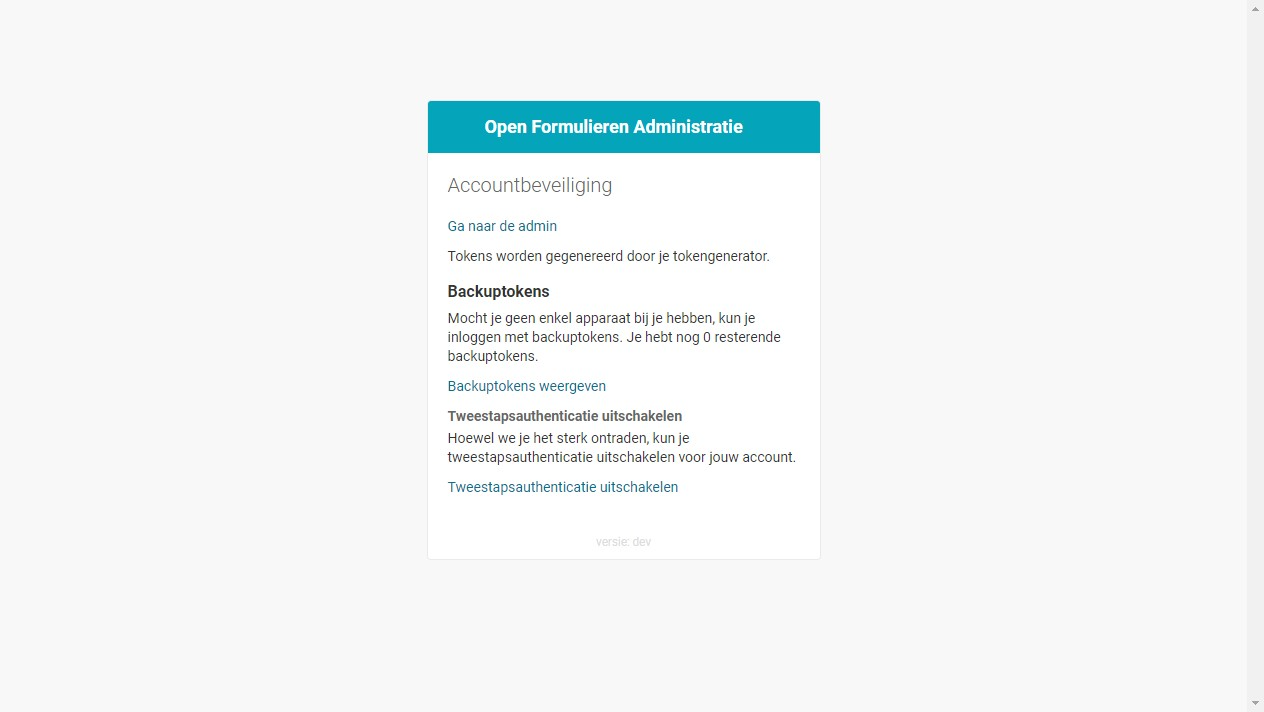 Open Formulieren Administratie
Accountbeveiliging
Ga naar de admin
Tokens worden gegenereerd door je tokengenerator.
Backuptokens
Mocht je geen enkel apparaat bij je hebben, kun je
inloggen met backuptokens. Je hebt nog 0 resterende
backuptokens.
Backuptokens weergeven
Tweestapsauthenticatie uitschakelen
Hoewel we je het sterk ontraden, kun je
tweestapsauthenticatie uitschakelen voor jouw account.
Tweestapsauthenticatie uitschakelen
versie: dev